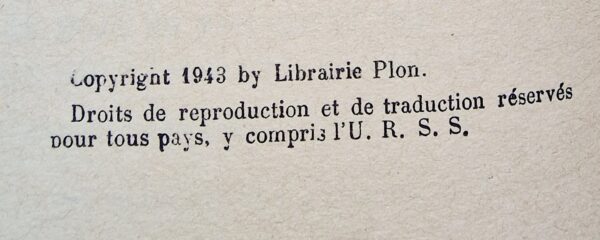 Copyright 1943 by Librairie Plon.
Droits de reproduction et de traduction réservés
pour tous pays, y compris l'U. R. S. S.